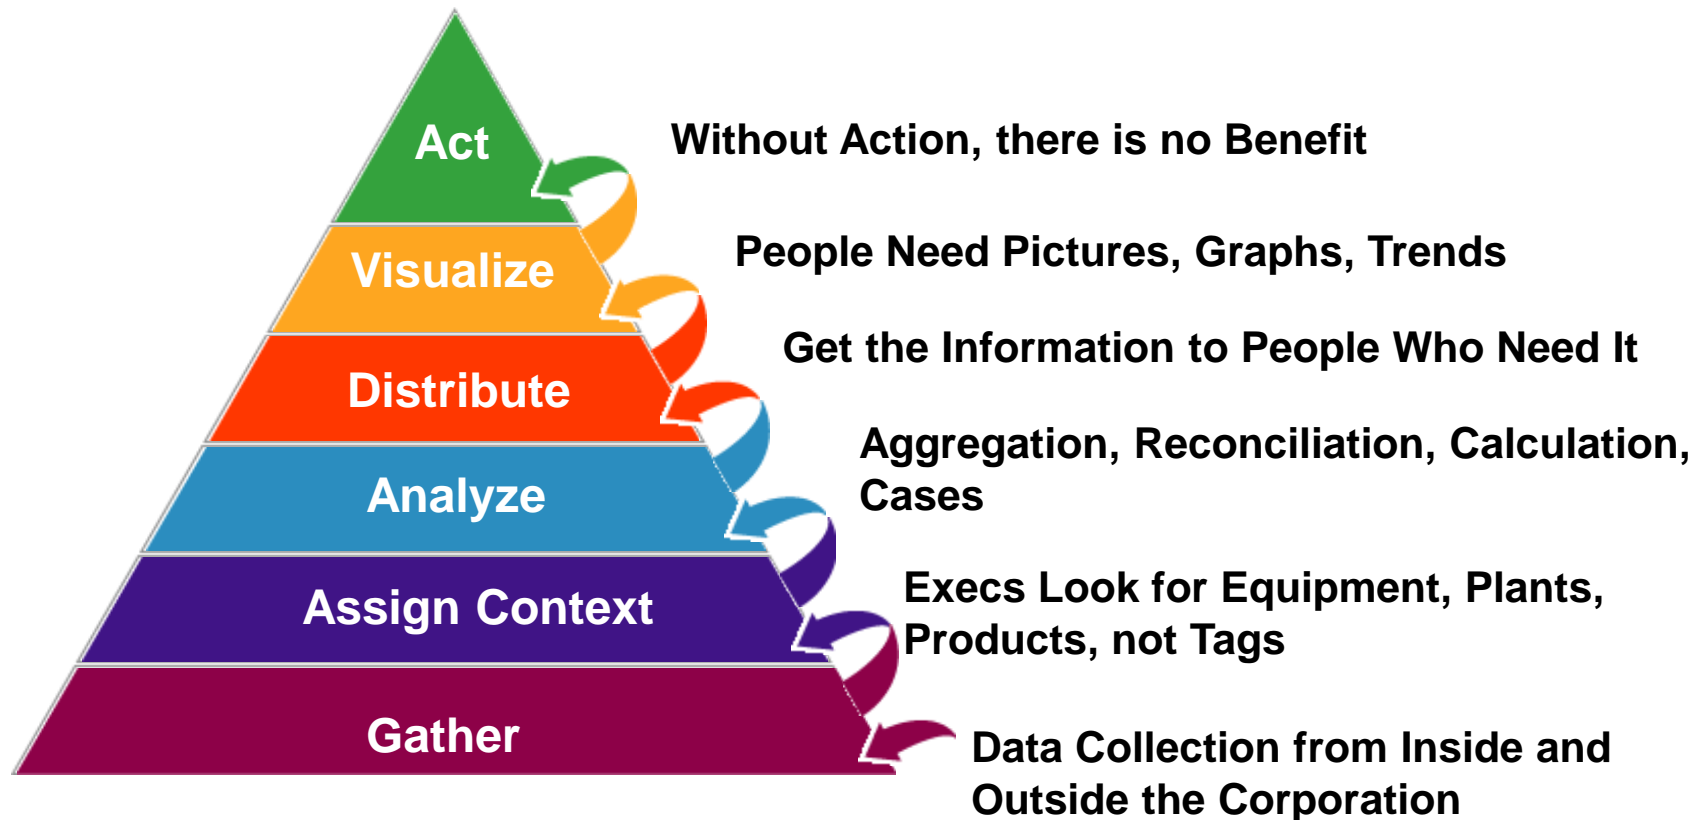 Act
Without Action, there is no Benefit
Visualize
People Need Pictures, Graphs, Trends
Distribute
Get the Information to People Who Need It
Analyze
Aggregation, Reconciliation, Calculation,
Cases
Assign Context
Execs Look for Equipment, Plants,
Products, not Tags
Gather
Data Collection from Inside and
Outside the Corporation